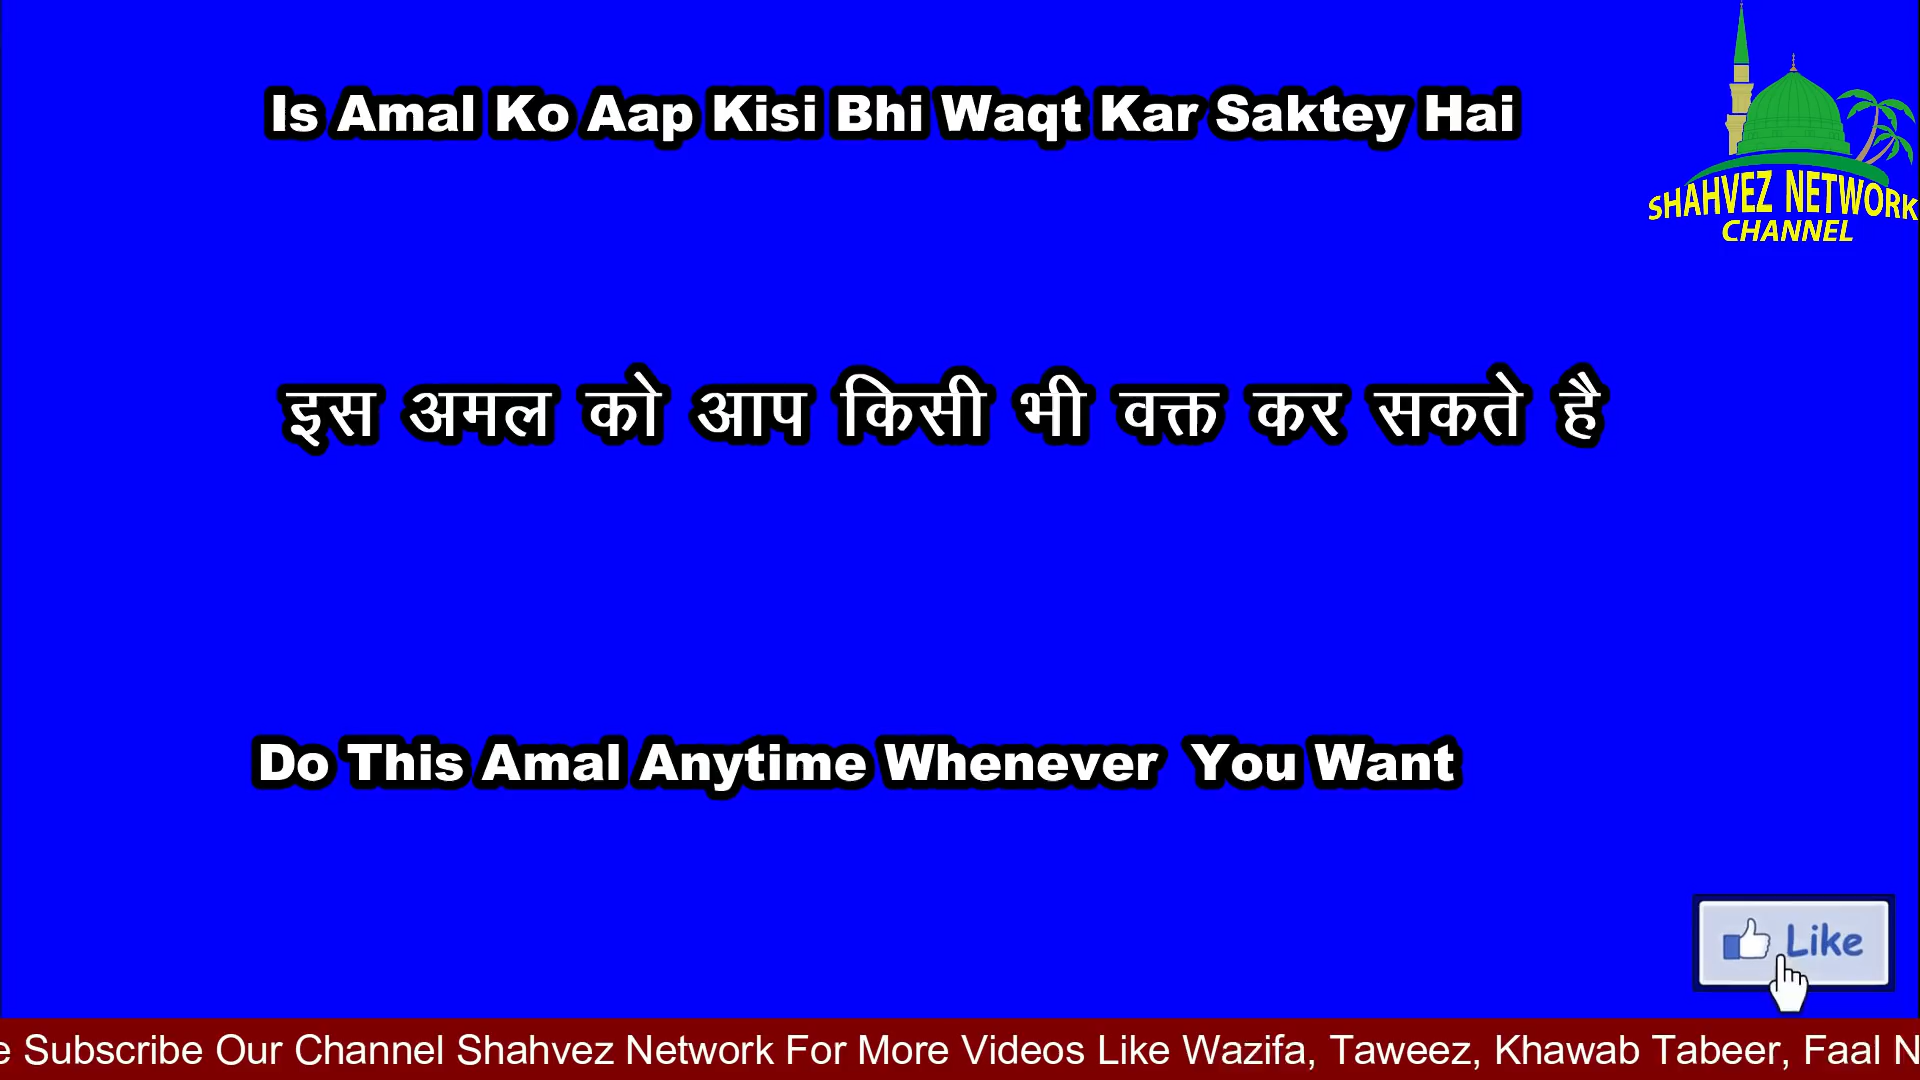 Is Amal Ko Aap Kisi Bhi Waqt Kar Saktey Hai
SHAHVEZ NETWORK
CHANNEL
इस अमल को आप किसी भी वक्त कर सकते है
Do This Amal Anytime Whenever You Want
Like
e Subscribe Our Channel Shahvez Network For More Videos Like Wazifa, Taweez, Khawab Tabeer, Faal N